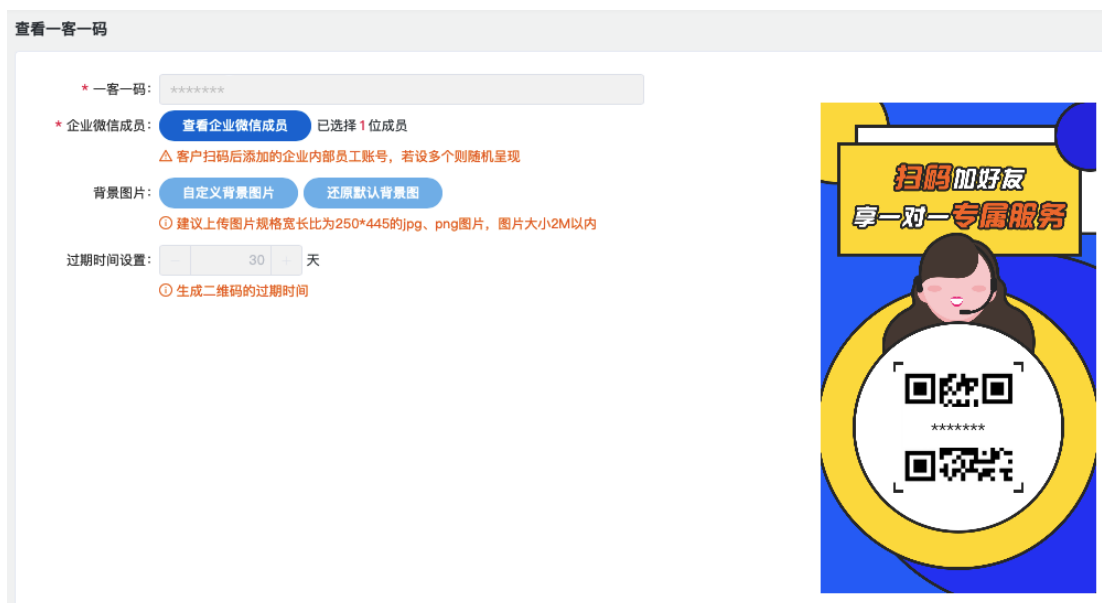 查看一客一码
* 一客一码: *******
* 企业微信成员: 查看企业微信成员 已选择1位成员
客户扫码后添加的企业内部员工账号，若设多个则随机呈现
背景图片: 自定义背景图片 还原默认背景图
建议上传图片规格宽长比为250*445的jpg、png图片，图片大小2M以内
过期时间设置: - 30 + 天
生成二维码的过期时间
扫码加好友
享一对一专属服务
*******